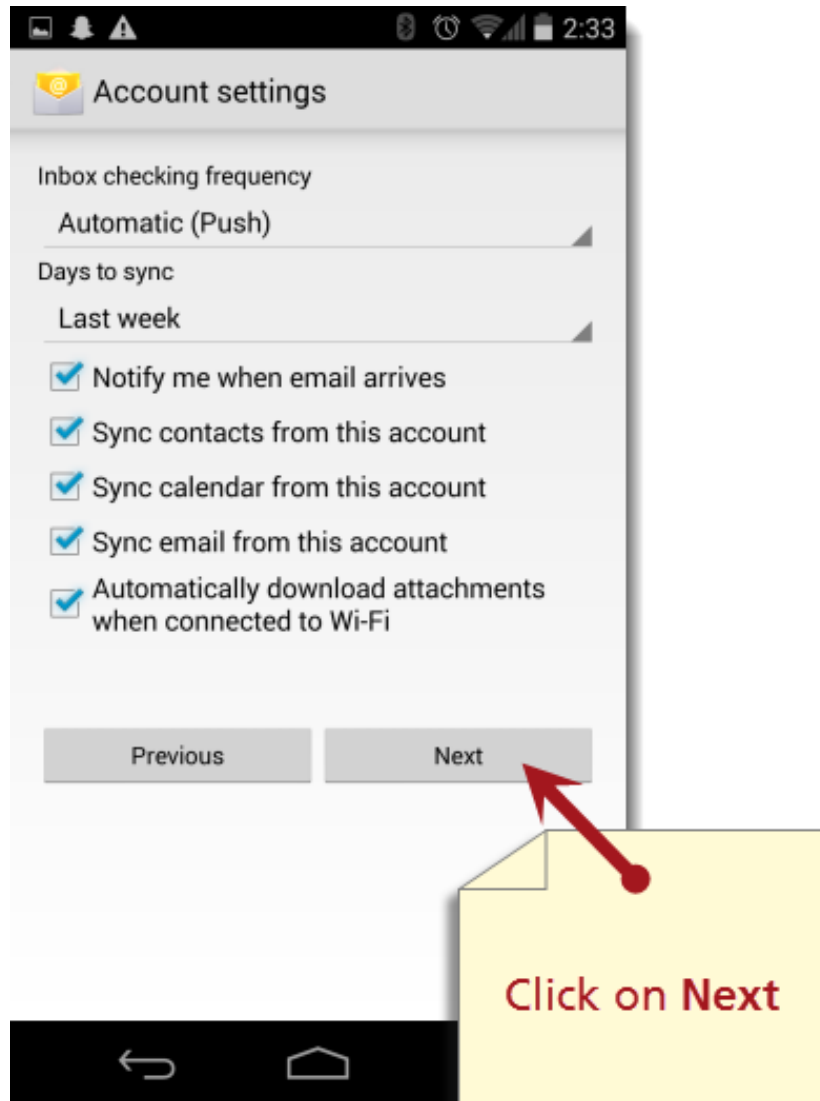 2:33
Account settings
Inbox checking frequency
Automatic (Push)
Days to sync
Last week
Notify me when email arrives
Sync contacts from this account
Sync calendar from this account
Sync email from this account
Automatically download attachments
when connected to Wi-Fi
Previous
Next
Click on Next